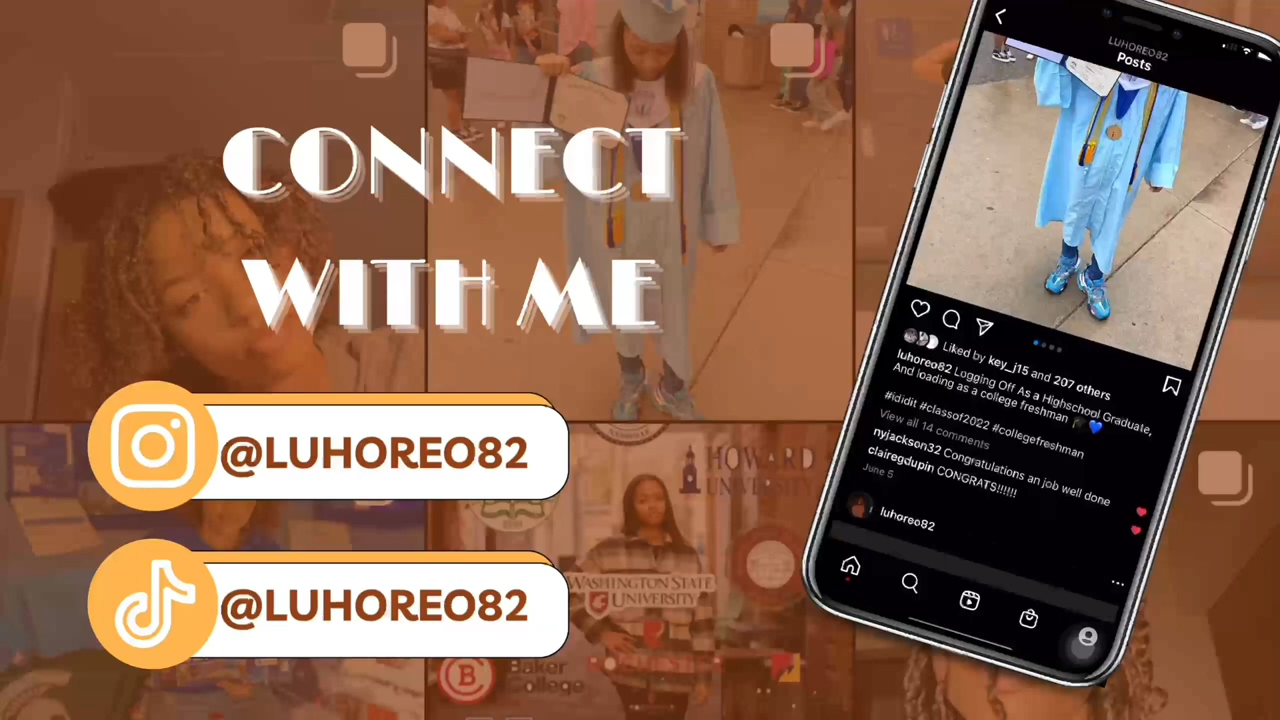 CONNECT
WITH ME
@LUHOREO82
@LUHOREO82
LUHOREO82
Posts
Liked by key_j15 and 207 others
luhoreo82 Logging Off As a Highschool Graduate,
And loading as a college freshman 🎓💙
#ididit #classof2022 #collegefreshman
View all 14 comments
nyjackson32 Congratulations an job well done
clairegdupin CONGRATS!!!!!!
June 5
luhoreo82
HOWARD
UNIVERSITY
WASHINGTON STATE
UNIVERSITY
Baker
College